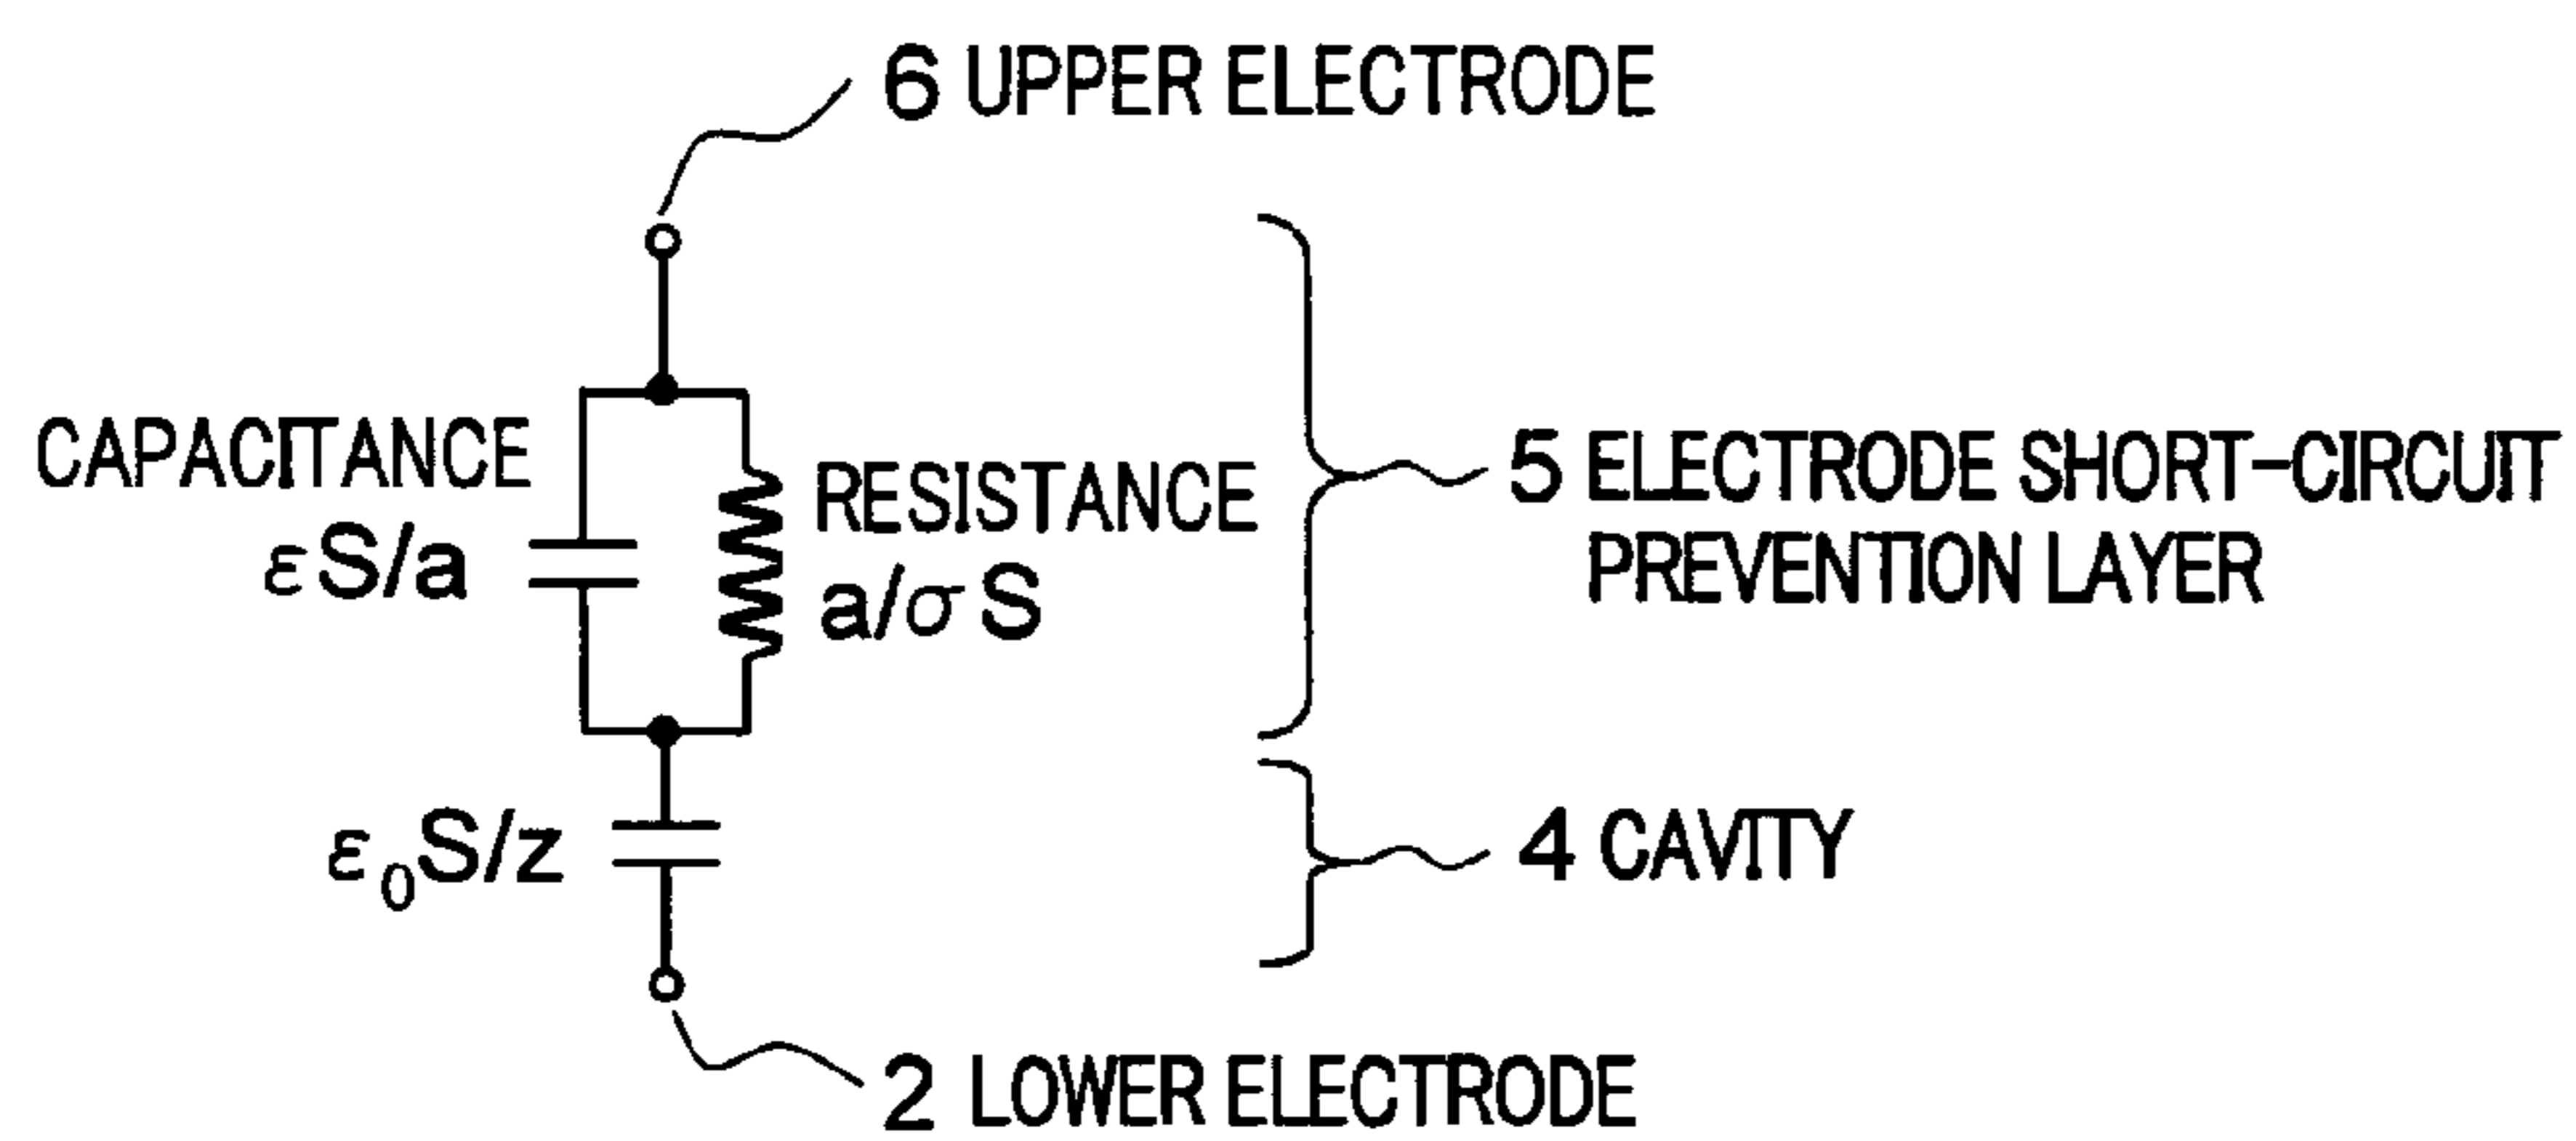 6 UPPER ELECTRODE
CAPACITANCE
εS/a
RESISTANCE
a/σS
5 ELECTRODE SHORT-CIRCUIT
PREVENTION LAYER
ε₀S/z
4 CAVITY
2 LOWER ELECTRODE